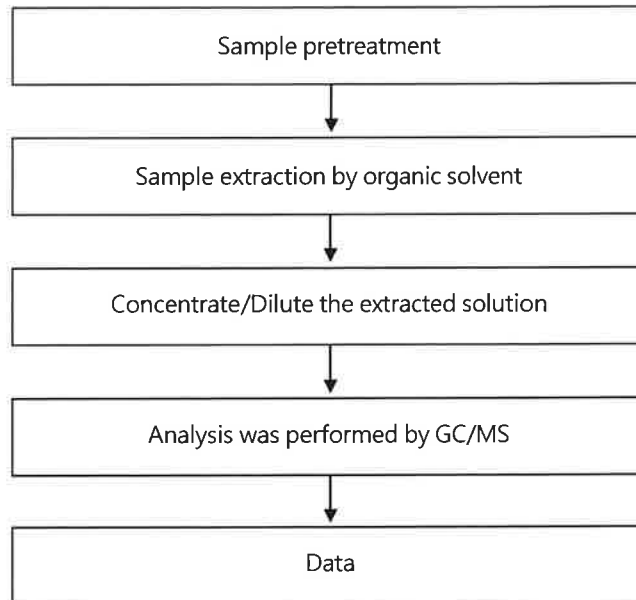 Sample pretreatment
Sample extraction by organic solvent
Concentrate/Dilute the extracted solution
Analysis was performed by GC/MS
Data